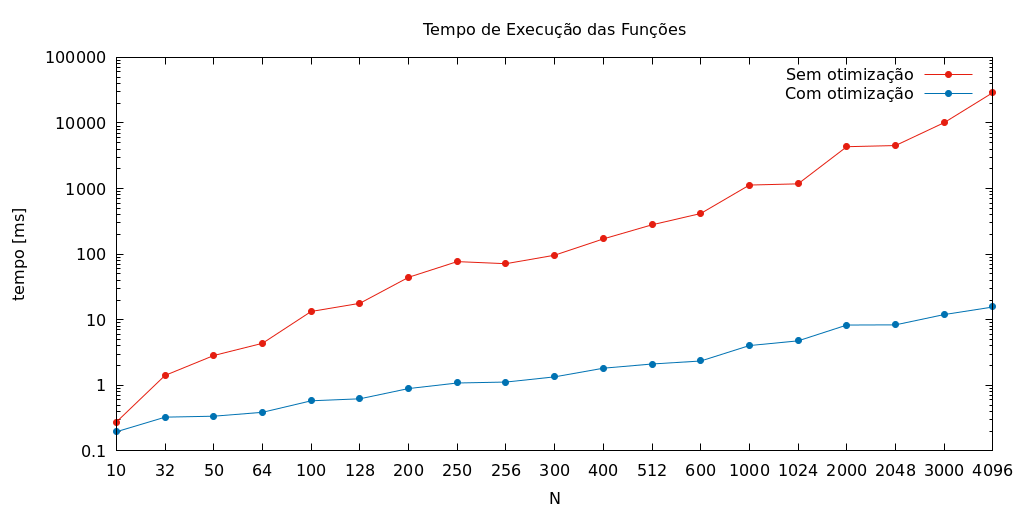 Tempo de Execução das Funções
100000
10000
1000
100
10
1
0.1
tempo [ms]
Sem otimização
Com otimização
10 32 50 64 100 128 200 250 256 300 400 512 600 1000 1024 2000 2048 3000 4096
N